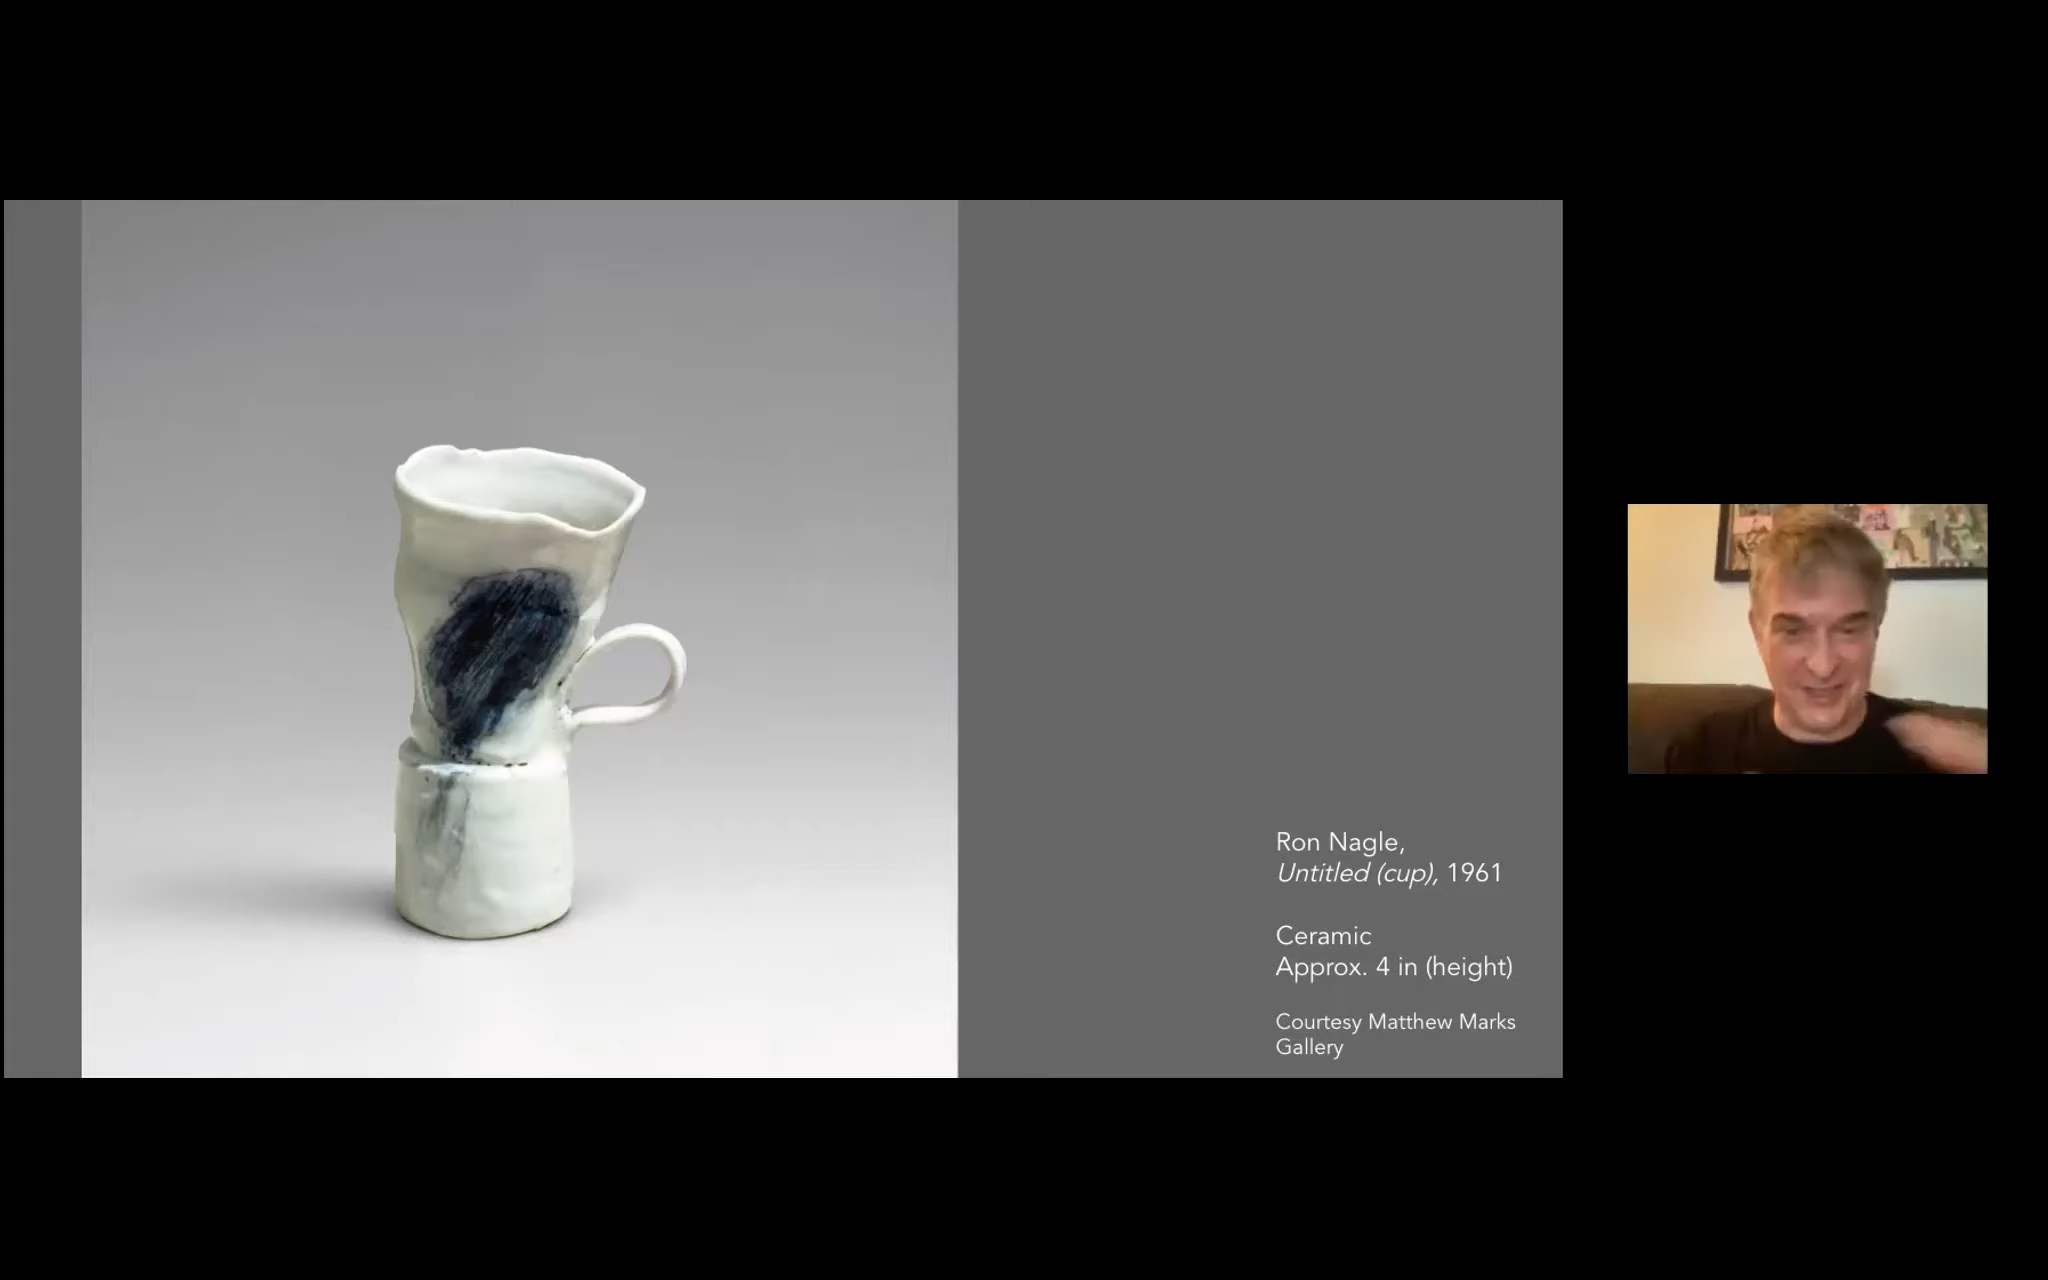 Ron Nagle,
Untitled (cup), 1961
Ceramic
Approx. 4 in (height)
Courtesy Matthew Marks
Gallery